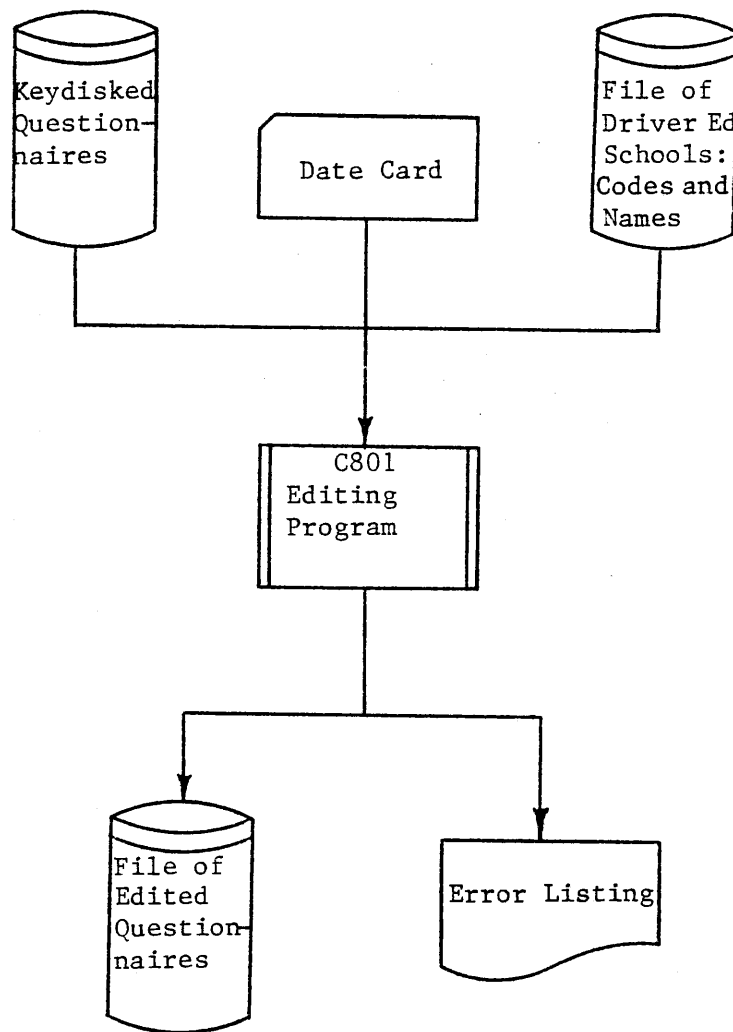 Keydisked
Question-
naires
Date Card
File of
Driver Ed
Schools:
Codes and
Names
C801
Editing
Program
File of
Edited
Question-
naires
Error Listing